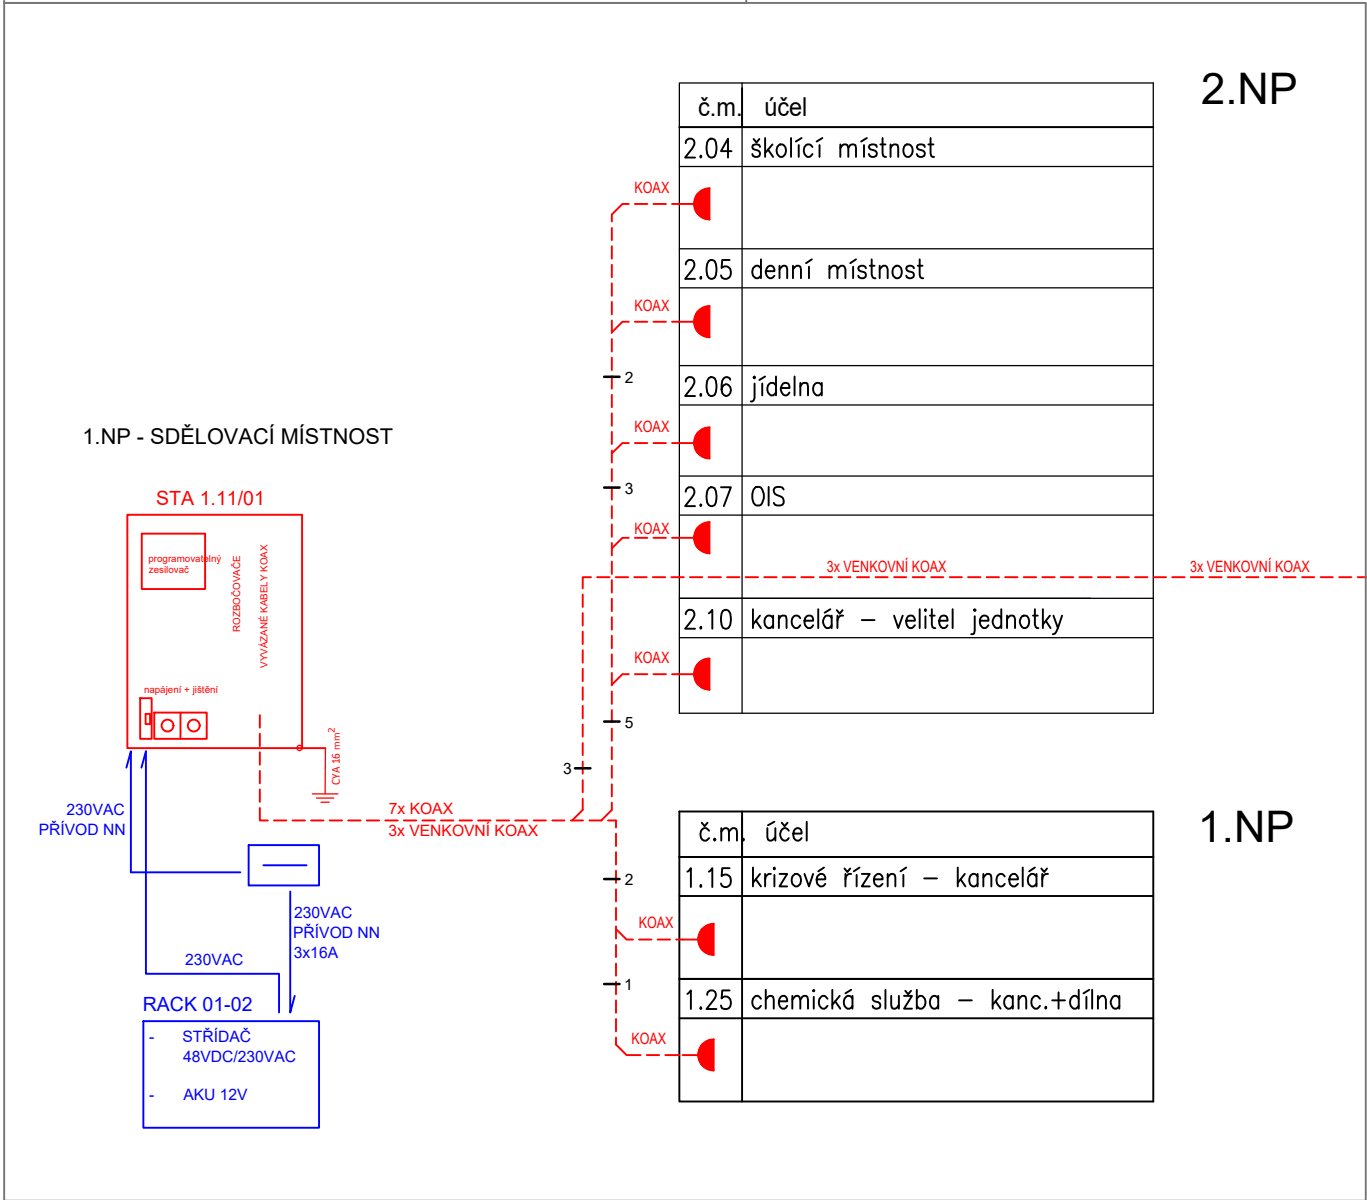 2.NP
č.m. účel
2.04 školící místnost
KOAX
2.05 denní místnost
KOAX
2
2.06 jídelna
KOAX
3
2.07 OIS
KOAX
3x VENKOVNÍ KOAX
3x VENKOVNÍ KOAX
2.10 kancelář – velitel jednotky
KOAX
5
3
1.NP - SDĚLOVACÍ MÍSTNOST
STA 1.11/01
programovatelný
zesilovač
ROZBOČOVAČE
VYVÁZANÉ KABELY KOAX
napájení + jištění
CYA 16 mm²
230VAC
PŘÍVOD NN
7x KOAX
3x VENKOVNÍ KOAX
230VAC
PŘÍVOD NN
3x16A
230VAC
RACK 01-02
- STŘÍDAČ
48VDC/230VAC
- AKU 12V
1.NP
č.m. účel
1.15 krizové řízení – kancelář
2
KOAX
1.25 chemická služba – kanc.+dílna
1
KOAX